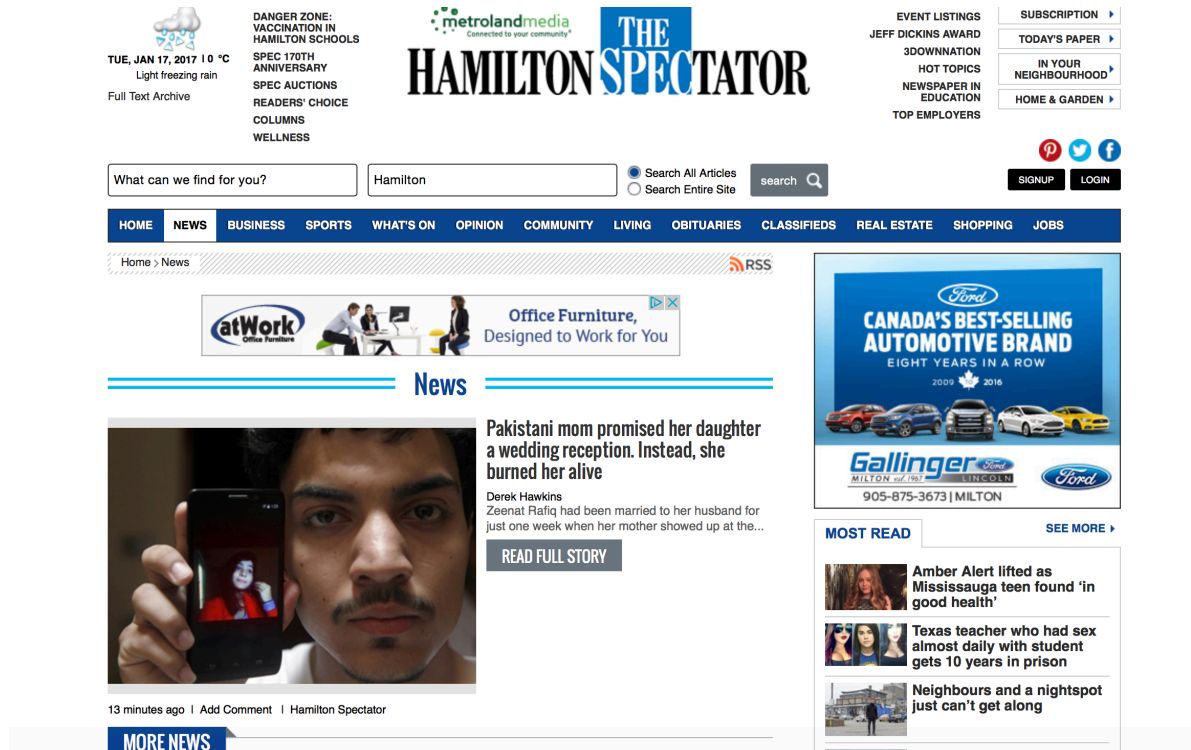 TUE, JAN 17, 2017 | 0 °C
Light freezing rain
Full Text Archive
DANGER ZONE:
VACCINATION IN
HAMILTON SCHOOLS
SPEC 170TH
ANNIVERSARY
SPEC AUCTIONS
READERS' CHOICE
COLUMNS
WELLNESS
metrolandmedia
Connected to your community
THE
HAMILTON SPECTATOR
EVENT LISTINGS
JEFF DICKINS AWARD
3DOWNNATION
HOT TOPICS
NEWSPAPER IN
EDUCATION
TOP EMPLOYERS
SUBSCRIPTION
TODAY'S PAPER
IN YOUR
NEIGHBOURHOOD
HOME & GARDEN
What can we find for you?
Hamilton
Search All Articles
Search Entire Site
search
SIGNUP
LOGIN
HOME NEWS BUSINESS SPORTS WHAT'S ON OPINION COMMUNITY LIVING OBITUARIES CLASSIFIEDS REAL ESTATE SHOPPING JOBS
Home > News
RSS
atWork
Office Furniture
Office Furniture,
Designed to Work for You
News
Pakistani mom promised her daughter
a wedding reception. Instead, she
burned her alive
Derek Hawkins
Zeenat Rafiq had been married to her husband for
just one week when her mother showed up at the...
READ FULL STORY
13 minutes ago | Add Comment | Hamilton Spectator
MORE NEWS
Ford
CANADA'S BEST-SELLING
AUTOMOTIVE BRAND
EIGHT YEARS IN A ROW
2009 TO 2016
Gallinger Ford
MILTON est. 1967 LINCOLN
Ford
905-875-3673 | MILTON
MOST READ
SEE MORE
Amber Alert lifted as
Mississauga teen found ‘in
good health’
Texas teacher who had sex
almost daily with student
gets 10 years in prison
Neighbours and a nightspot
just can’t get along